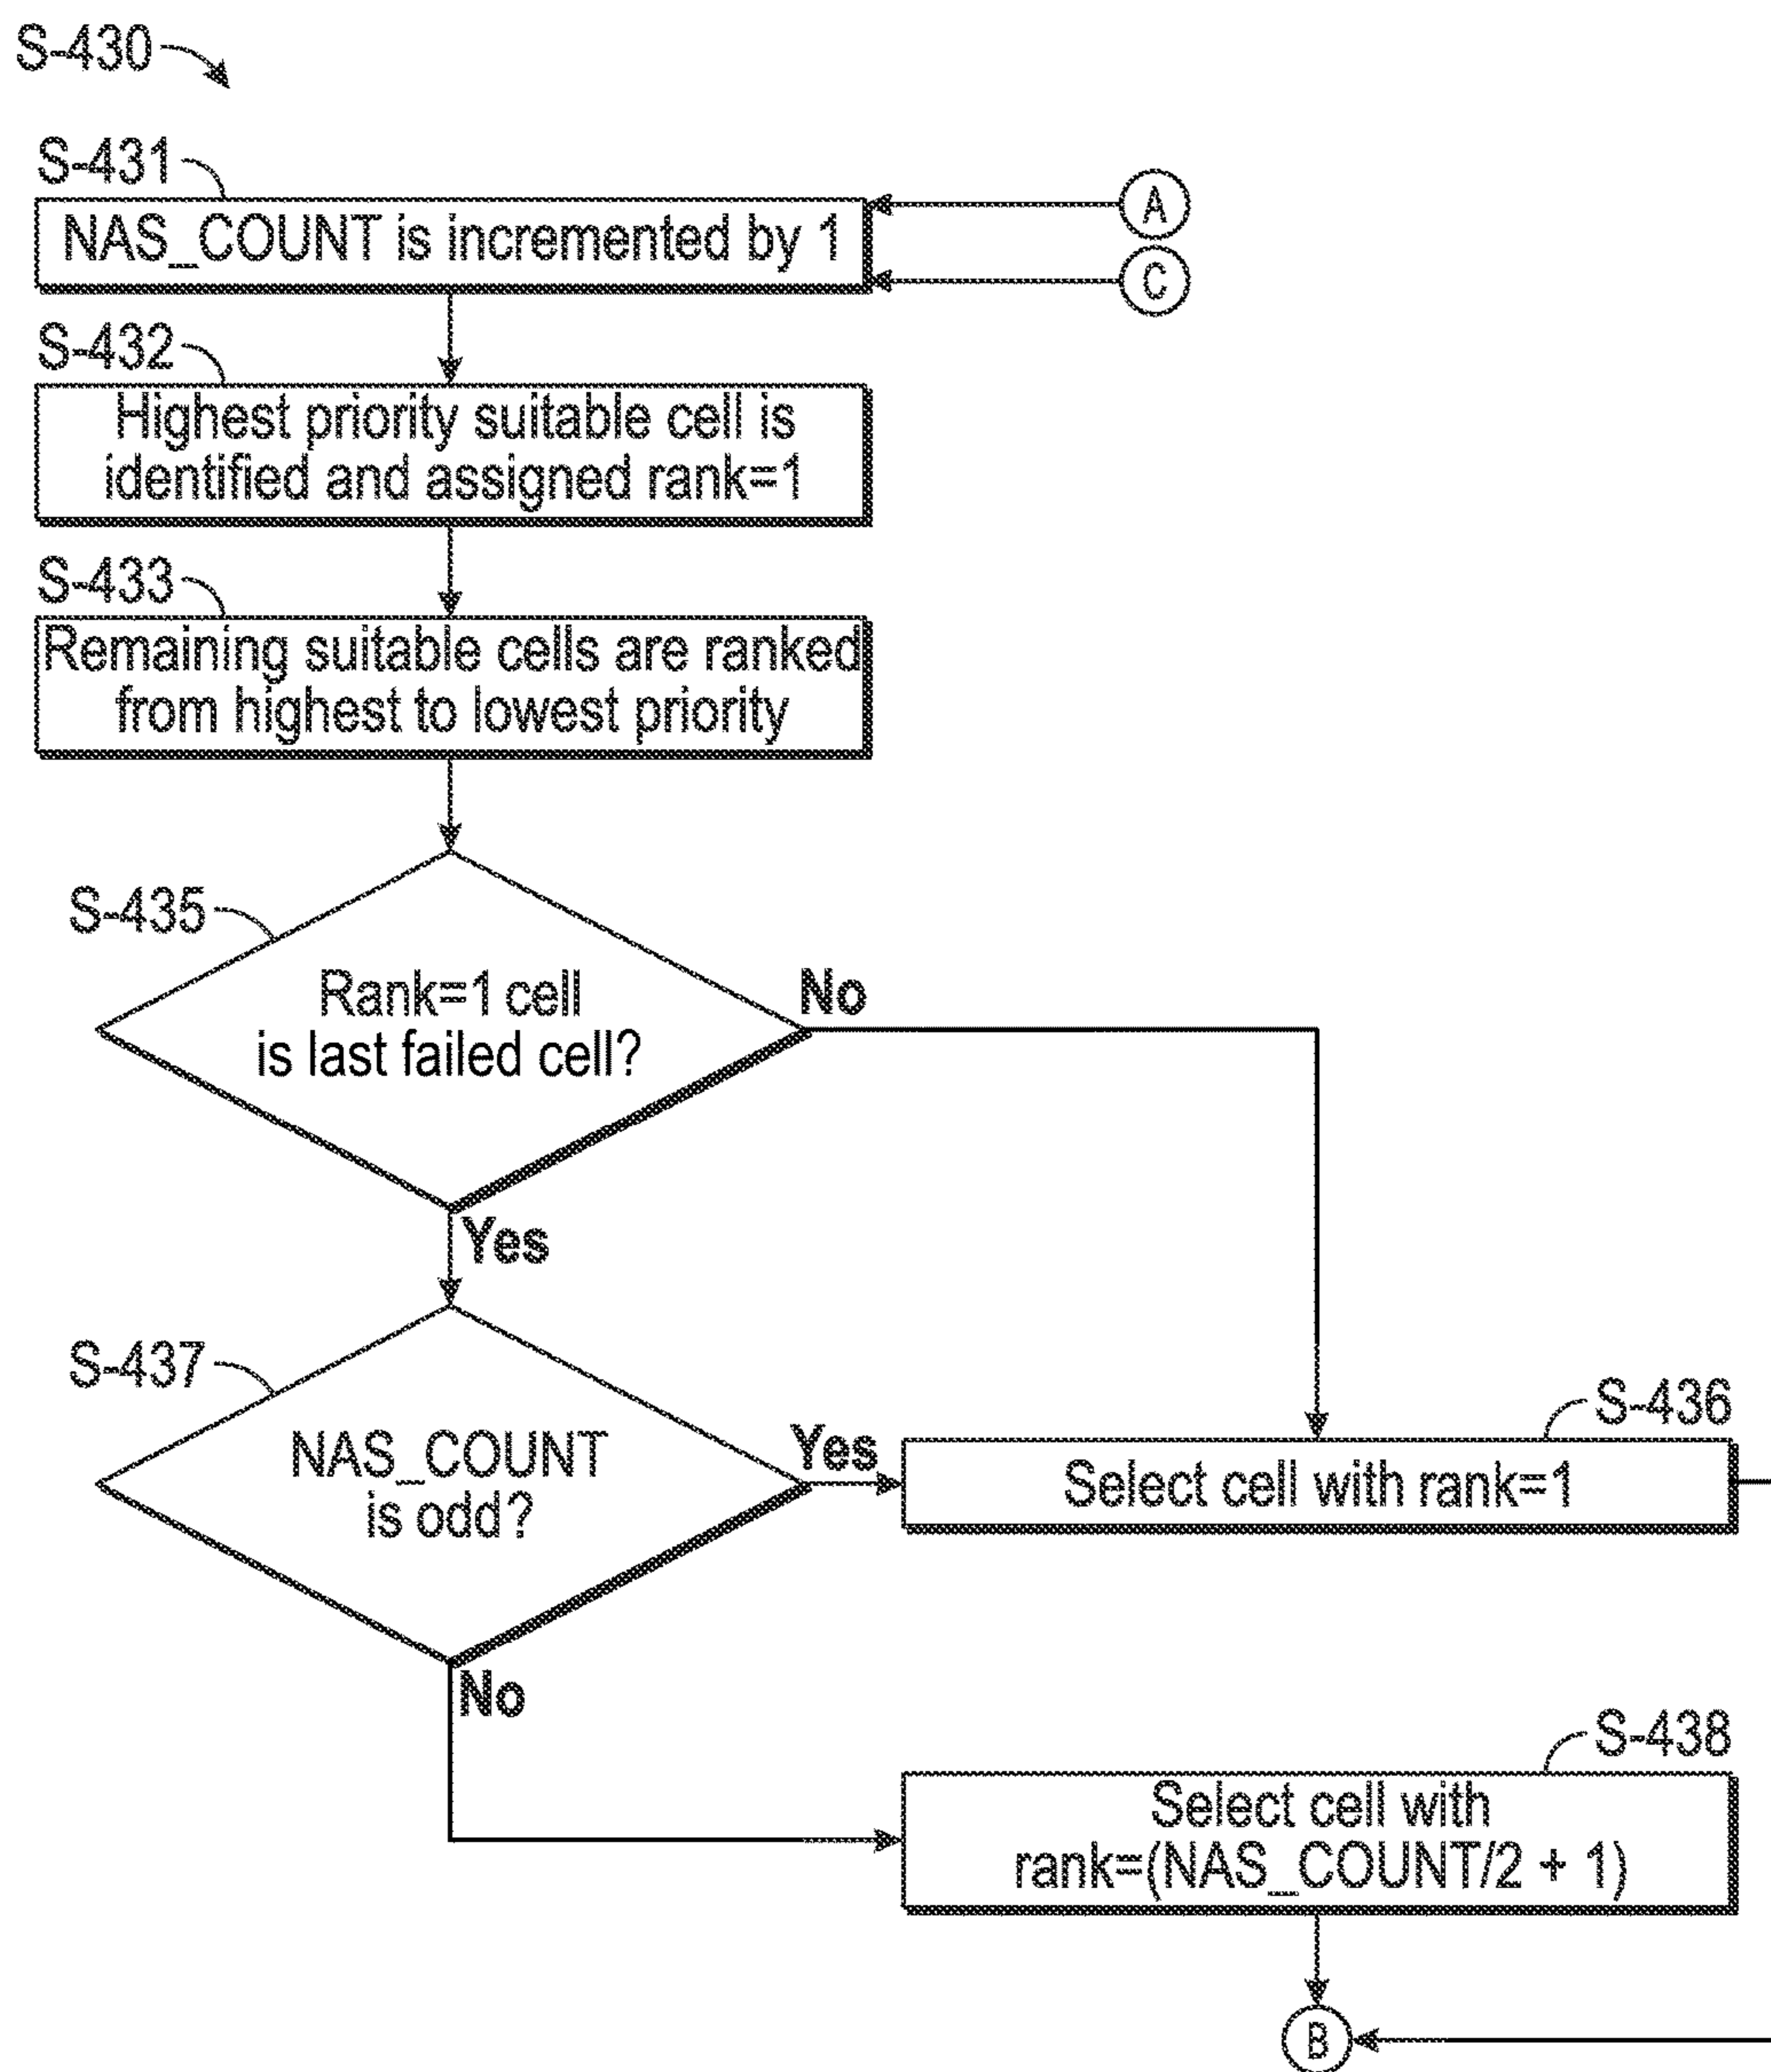 S-430
S-431
NAS_COUNT is incremented by 1
A
C
S-432
Highest priority suitable cell is
identified and assigned rank=1
S-433
Remaining suitable cells are ranked
from highest to lowest priority
S-435
Rank=1 cell
is last failed cell?
No
Yes
S-437
NAS_COUNT
is odd?
Yes
S-436
Select cell with rank=1
No
S-438
Select cell with
rank=(NAS_COUNT/2 + 1)
B